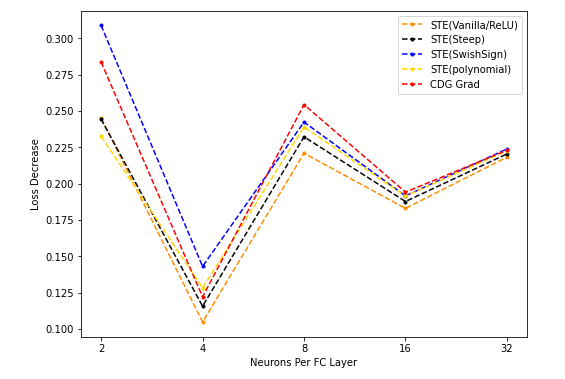 STE(Vanilla/ReLU)
STE(Steep)
STE(SwishSign)
STE(polynomial)
CDG Grad
0.300
0.275
0.250
0.225
0.200
0.175
0.150
0.125
0.100
Loss Decrease
2 4 8 16 32
Neurons Per FC Layer